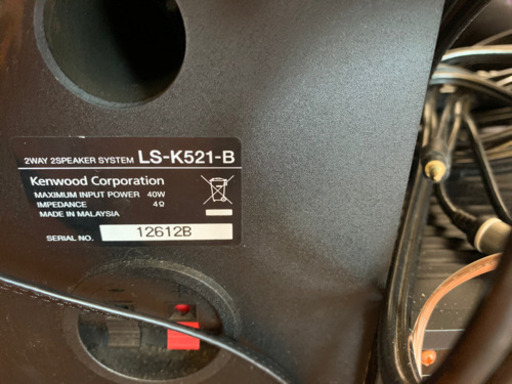 2WAY 2SPEAKER SYSTEM LS-K521-B
Kenwood Corporation
MAXIMUM INPUT POWER 40W
IMPEDANCE 4Ω
MADE IN MALAYSIA
SERIAL NO. 12612B